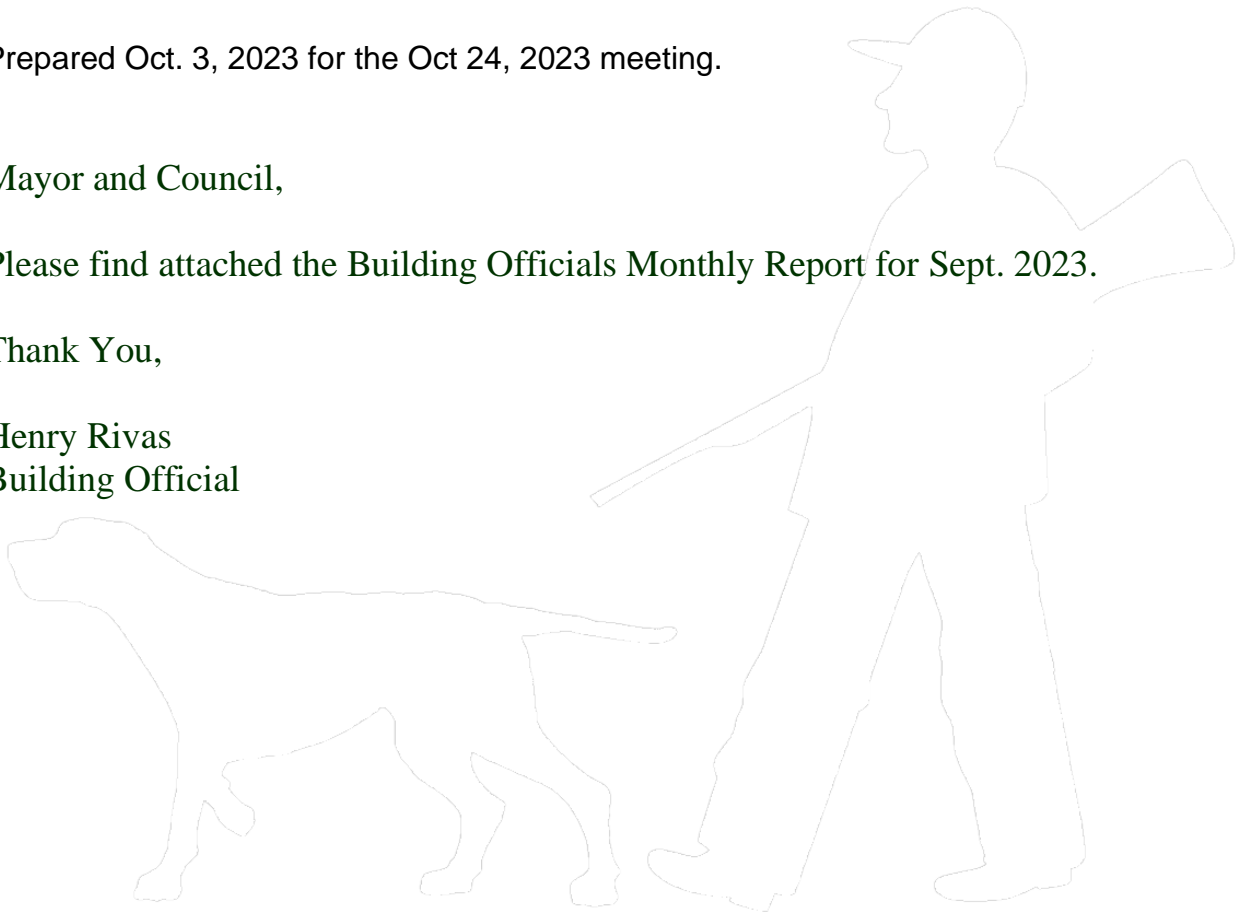 Prepared Oct. 3, 2023 for the Oct 24, 2023 meeting.
Mayor and Council,
Please find attached the Building Officials Monthly Report for Sept. 2023.
Thank You,
Henry Rivas
Building Official